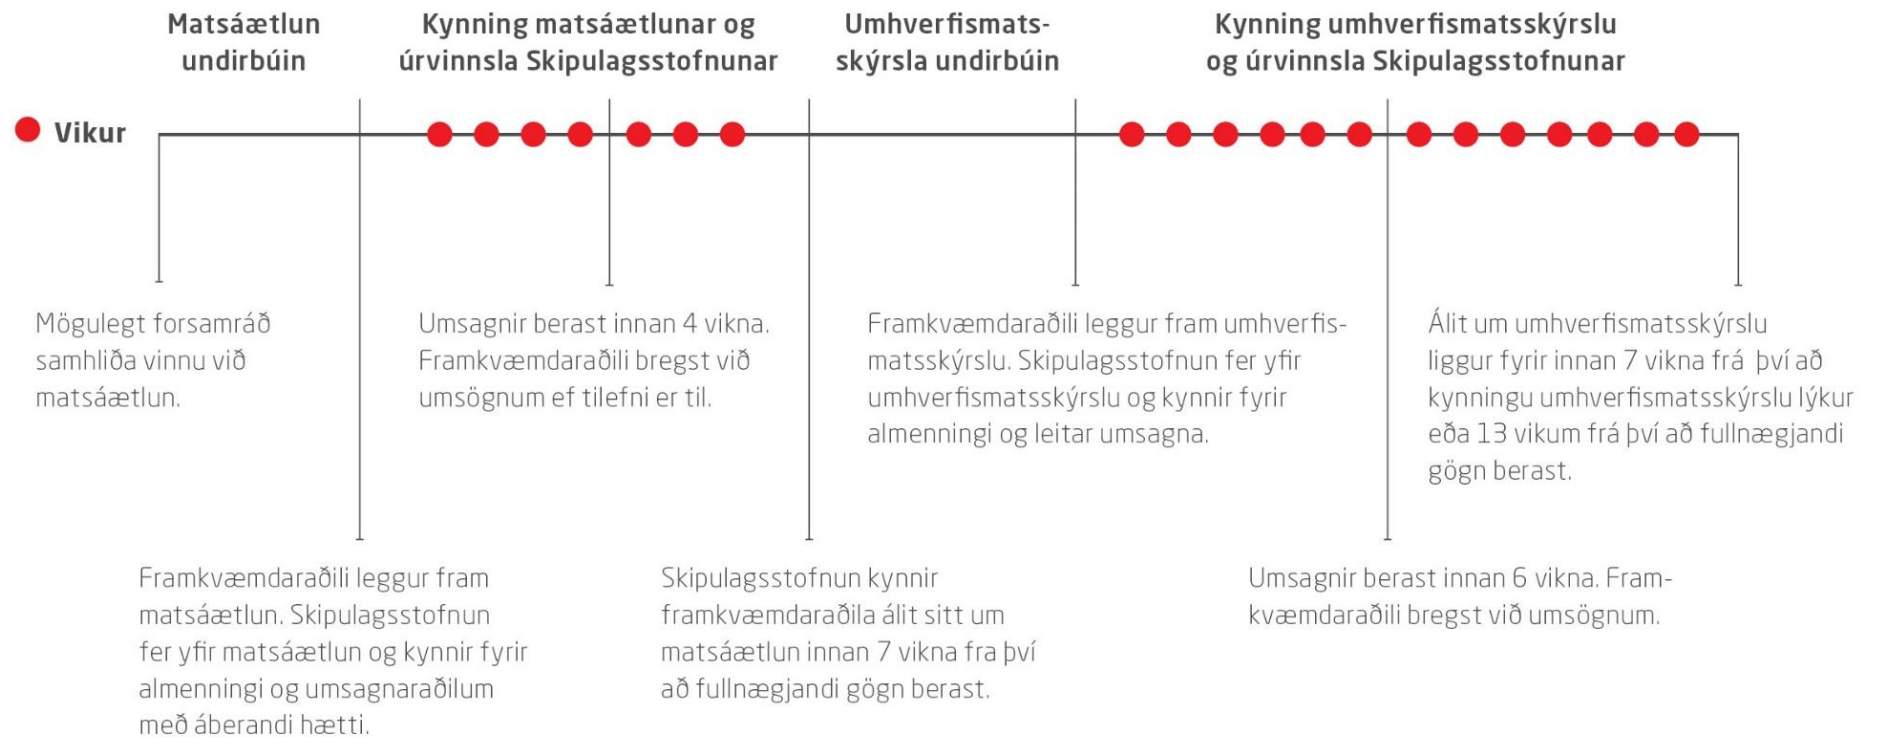 Matsáætlun
undirbúin
Kynning matsáætlunar og
úrvinnsla Skipulagsstofnunar
Umhverfismats-
skýrsla undirbúin
Kynning umhverfismatsskýrslu
og úrvinnsla Skipulagsstofnunar
Vikur
Mögulegt forsamráð
samhliða vinnu við
matsáætlun.
Umsagnir berast innan 4 vikna.
Framkvæmdaraðili bregst við
umsögnum ef tilefni er til.
Framkvæmdaraðili leggur fram umhverfis-
matsskýrslu. Skipulagsstofnun fer yfir
umhverfismatsskýrslu og kynnir fyrir
almenningi og leitar umsagna.
Álit um umhverfismatsskýrslu
liggur fyrir innan 7 vikna frá því að
kynningu umhverfismatsskýrslu lýkur
eða 13 vikum frá því að fullnægjandi
gögn berast.
Framkvæmdaraðili leggur fram
matsáætlun. Skipulagsstofnun
fer yfir matsáætlun og kynnir fyrir
almenningi og umsagnaraðilum
með áberandi hætti.
Skipulagsstofnun kynnir
framkvæmdaraðila álit sitt um
matsáætlun innan 7 vikna fra því
að fullnægjandi gögn berast.
Umsagnir berast innan 6 vikna. Fram-
kvæmdaraðili bregst við umsögnum.